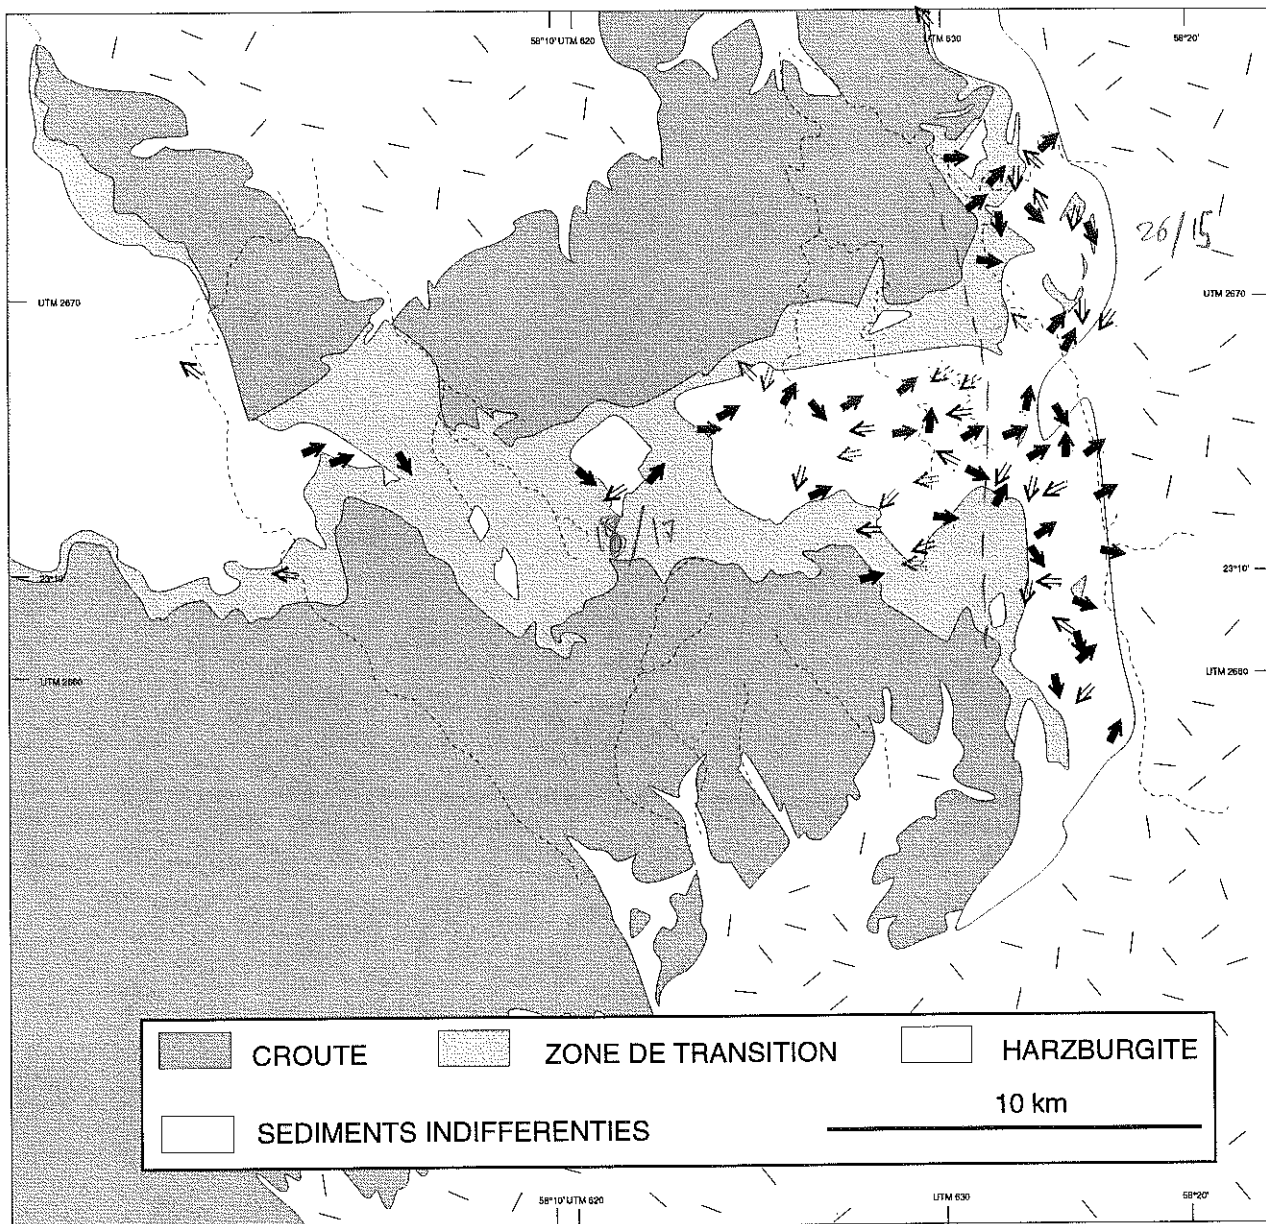 58°10' UTM 620
UTM 630
58°20'
26/15
UTM 2670
UTM 2670
18/17
23°10'
23°10'
UTM 2660
UTM 2660
CROUTE
ZONE DE TRANSITION
HARZBURGITE
SEDIMENTS INDIFFERENTIES
10 km
58°10' UTM 620
UTM 630
58°20'